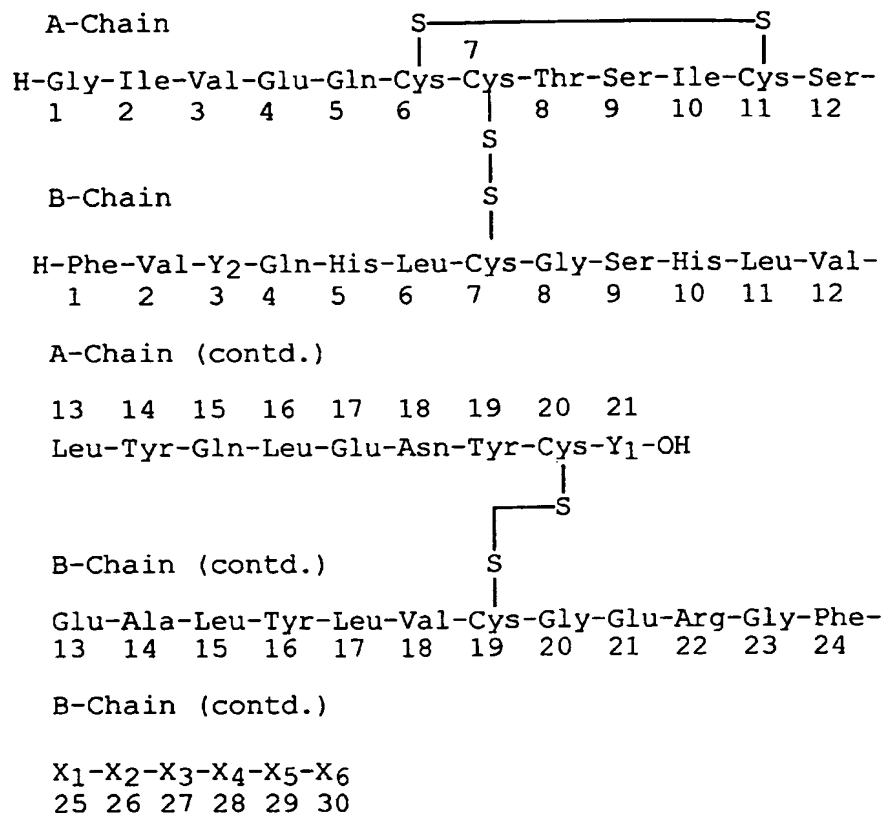 A-Chain
S S
7
H-Gly-Ile-Val-Glu-Gln-Cys-Cys-Thr-Ser-Ile-Cys-Ser-
1 2 3 4 5 6 8 9 10 11 12
S
S
B-Chain
H-Phe-Val-Y2-Gln-His-Leu-Cys-Gly-Ser-His-Leu-Val-
1 2 3 4 5 6 7 8 9 10 11 12
A-Chain (contd.)
13 14 15 16 17 18 19 20 21
Leu-Tyr-Gln-Leu-Glu-Asn-Tyr-Cys-Y1-OH
S
S
B-Chain (contd.)
Glu-Ala-Leu-Tyr-Leu-Val-Cys-Gly-Glu-Arg-Gly-Phe-
13 14 15 16 17 18 19 20 21 22 23 24
B-Chain (contd.)
X1-X2-X3-X4-X5-X6
25 26 27 28 29 30